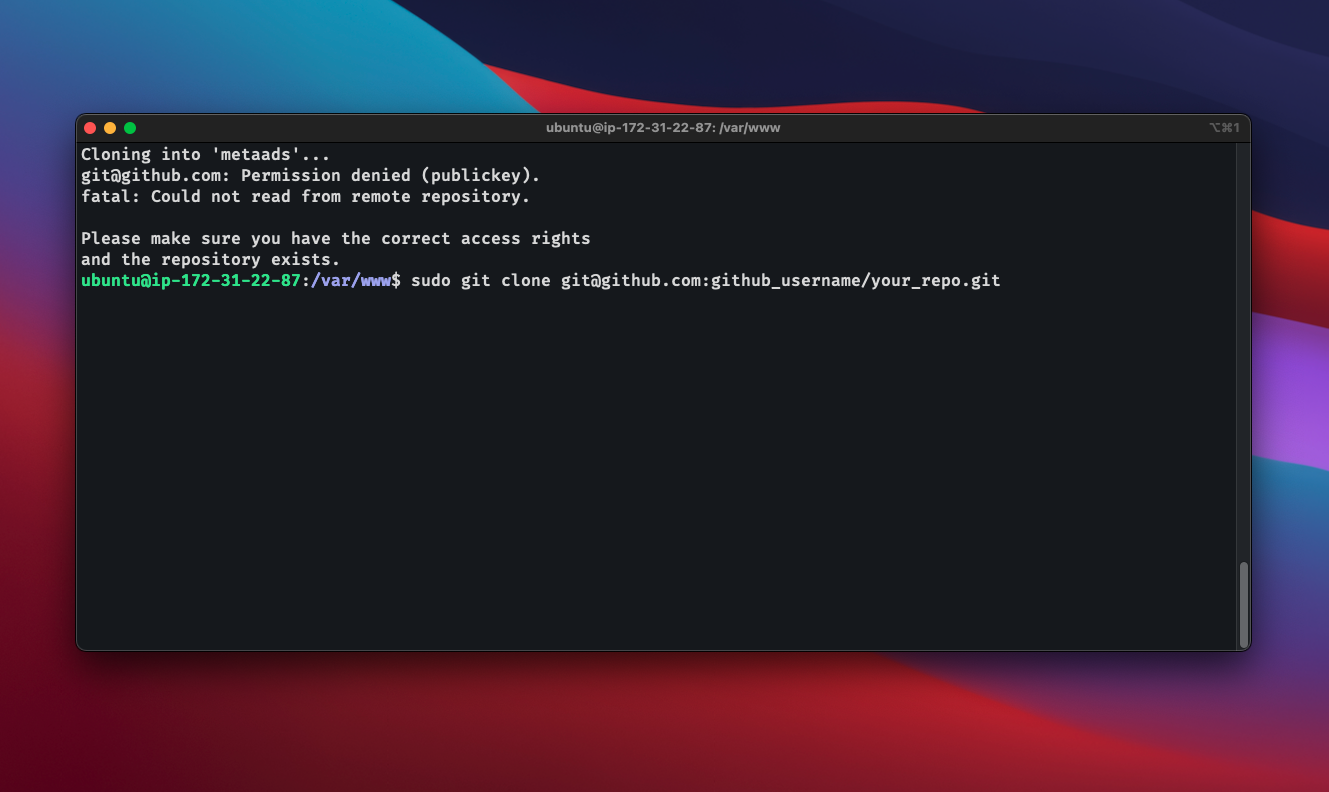 ubuntu@ip-172-31-22-87: /var/www
⌥⌘1
Cloning into 'metaads'...
git@github.com: Permission denied (publickey).
fatal: Could not read from remote repository.
Please make sure you have the correct access rights
and the repository exists.
ubuntu@ip-172-31-22-87:/var/www$ sudo git clone git@github.com:github_username/your_repo.git